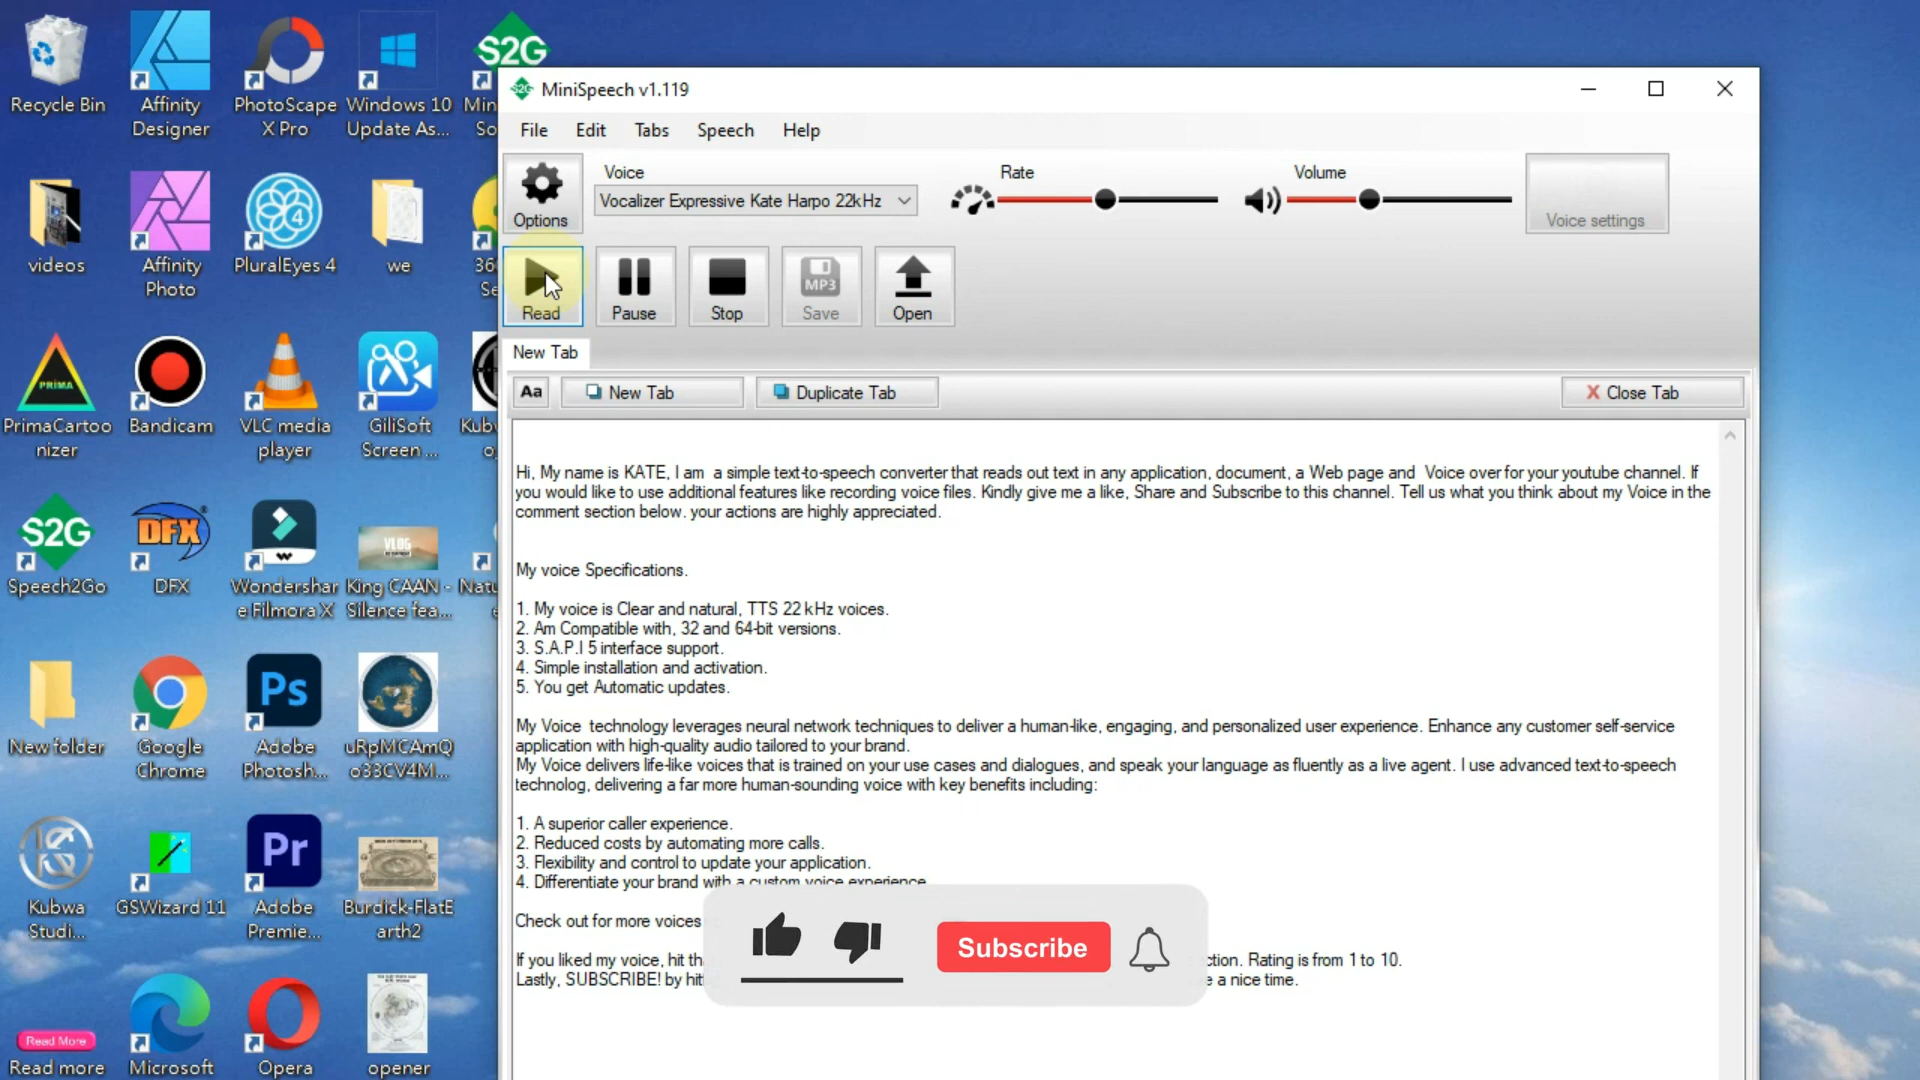 S2G
Recycle Bin
Affinity
Designer
PhotoScape
X Pro
Windows 10
Update As...
S2G MiniSpeech v1.119
File Edit Tabs Speech Help
Options
Voice
Vocalizer Expressive Kate Harpo 22kHz
Rate
Volume
Voice settings
Read
Pause
Stop
MP3
Save
Open
New Tab
Aa
New Tab
Duplicate Tab
X Close Tab
videos
Affinity
Photo
4
PluralEyes 4
we
PRIMA
PrimaCartoo
nizer
Bandicam
VLC media
player
GiliSoft
Screen ...
S2G
Speech2Go
DFX
DFX
Wondershar
e Filmora X
VLOG
King CAAN -
Silence fea...
New folder
Google
Chrome
Ps
Adobe
Photosh...
uRpMCAmQ
o33CV4Ml...
Kubwa
Studi...
GSWizard 11
Pr
Adobe
Premie...
Burdick-FlatE
arth2
Read More
Read more
Microsoft
Opera
opener
Hi, My name is KATE, I am a simple text-to-speech converter that reads out text in any application, document, a Web page and Voice over for your youtube channel. If
you would like to use additional features like recording voice files. Kindly give me a like, Share and Subscribe to this channel. Tell us what you think about my Voice in the
comment section below. your actions are highly appreciated.
My voice Specifications.
1. My voice is Clear and natural, TTS 22 kHz voices.
2. Am Compatible with, 32 and 64-bit versions.
3. S.A.P.I 5 interface support.
4. Simple installation and activation.
5. You get Automatic updates.
My Voice technology leverages neural network techniques to deliver a human-like, engaging, and personalized user experience. Enhance any customer self-service
application with high-quality audio tailored to your brand.
My Voice delivers life-like voices that is trained on your use cases and dialogues, and speak your language as fluently as a live agent. I use advanced text-to-speech
technolog, delivering a far more human-sounding voice with key benefits including:
1. A superior caller experience.
2. Reduced costs by automating more calls.
3. Flexibility and control to update your application.
4. Differentiate your brand with a custom voice experience
Check out for more voices
If you liked my voice, hit th
ction. Rating is from 1 to 10.
Lastly, SUBSCRIBE! by hit
e a nice time.
Subscribe